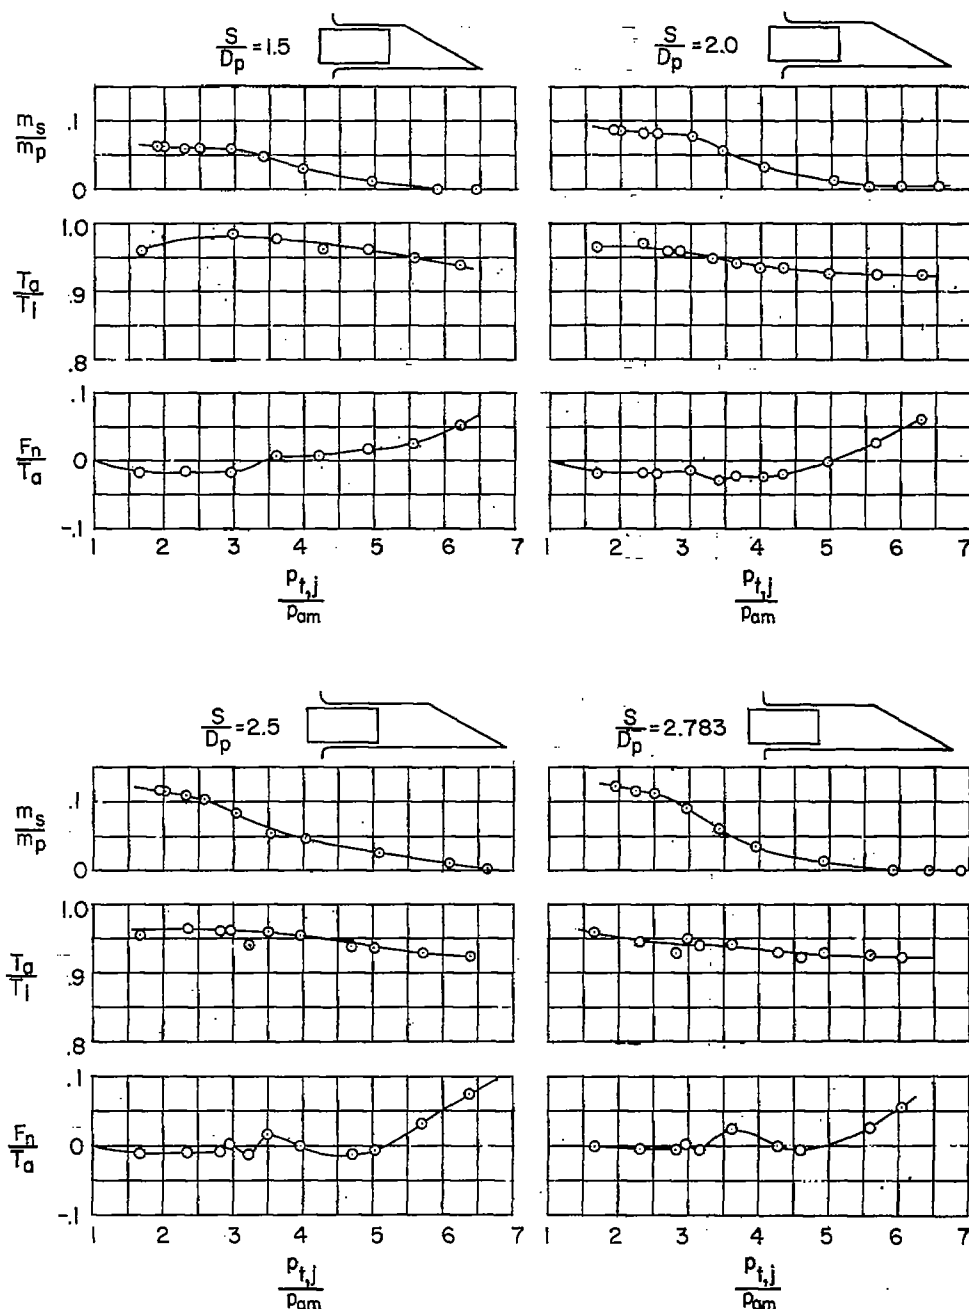 S/Dp = 1.5
ms/mp
.1
0
Ta/Ti
1.0
.9
.8
Fn/Ta
.1
0
-.1
1 2 3 4 5 6 7
pt,j/pam
S/Dp = 2.0
1 2 3 4 5 6 7
pt,j/pam
S/Dp = 2.5
ms/mp
.1
0
Ta/Ti
1.0
.9
.8
Fn/Ta
.1
0
-.1
1 2 3 4 5 6 7
pt,j/pam
S/Dp = 2.783
1 2 3 4 5 6 7
pt,j/pam